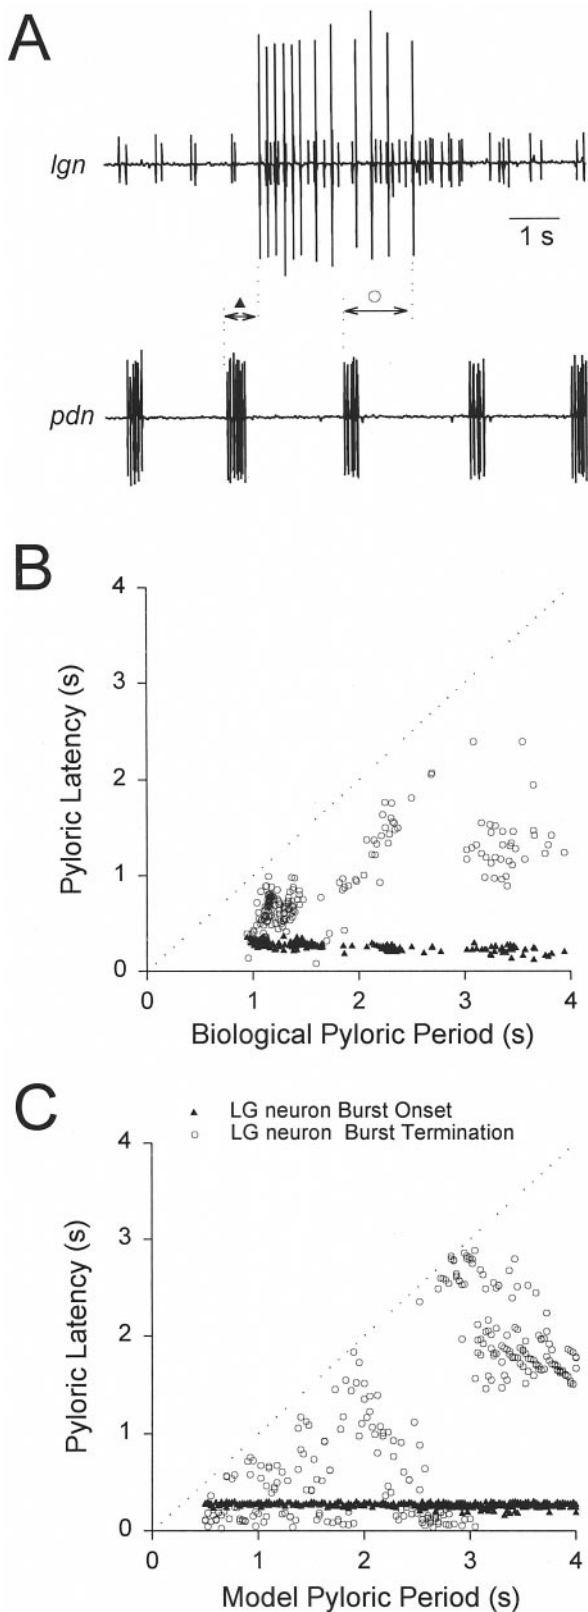 A
lgn
1 s
▲
○
pdn
B
4
3
2
1
0
Pyloric Latency (s)
0 1 2 3 4
Biological Pyloric Period (s)
C
▲ LG neuron Burst Onset
○ LG neuron Burst Termination
4
3
2
1
0
Pyloric Latency (s)
0 1 2 3 4
Model Pyloric Period (s)